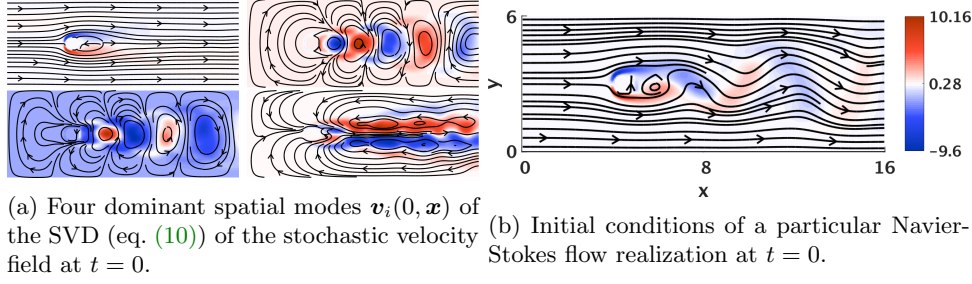 (a) Four dominant spatial modes vᵢ(0, x) of
the SVD (eq. (10)) of the stochastic velocity
field at t = 0.
6
y
0
0
8
16
x
10.16
0.28
−9.6
(b) Initial conditions of a particular Navier-
Stokes flow realization at t = 0.